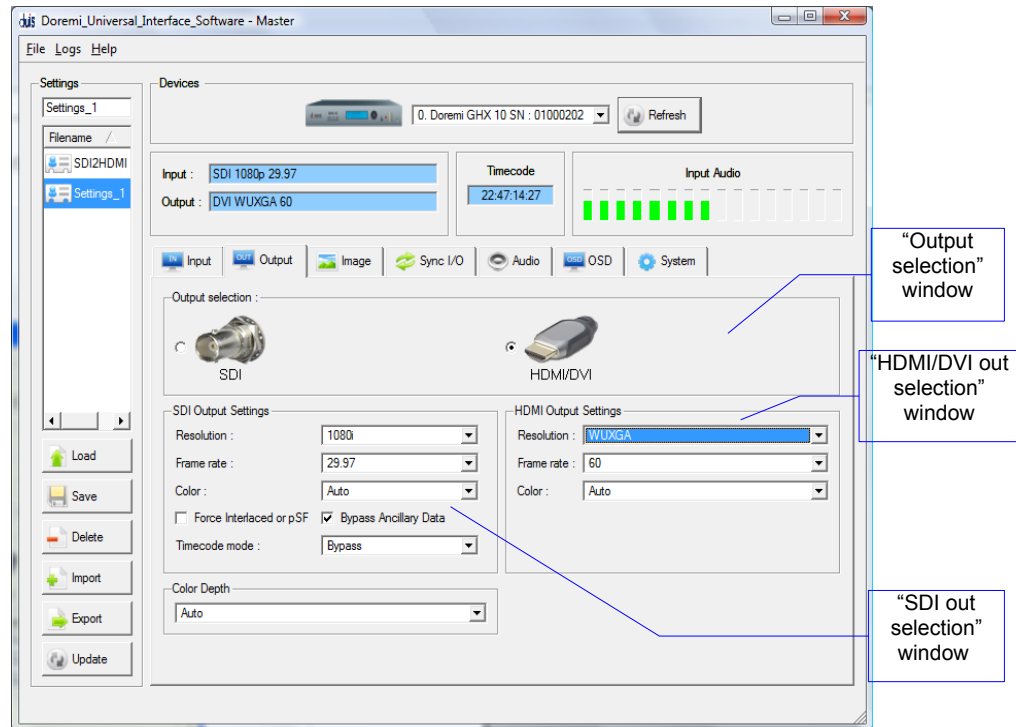 Doremi_Universal_Interface_Software - Master
File Logs Help
Settings
Settings_1
Filename
SDI2HDMI
Settings_1
Load
Save
Delete
Import
Export
Update
Devices
0. Doremi GHX 10 SN : 01000202
Refresh
Input : SDI 1080p 29.97
Output : DVI WUXGA 60
Timecode
22:47:14:27
Input Audio
IN Input
OUT Output
Image
Sync I/O
Audio
OSD OSD
System
Output selection :
SDI
HDMI/DVI
SDI Output Settings
Resolution : 1080i
Frame rate : 29.97
Color : Auto
Force Interlaced or pSF Bypass Ancillary Data
Timecode mode : Bypass
HDMI Output Settings
Resolution : WUXGA
Frame rate : 60
Color : Auto
Color Depth
Auto
“Output
selection”
window
“HDMI/DVI out
selection”
window
“SDI out
selection”
window